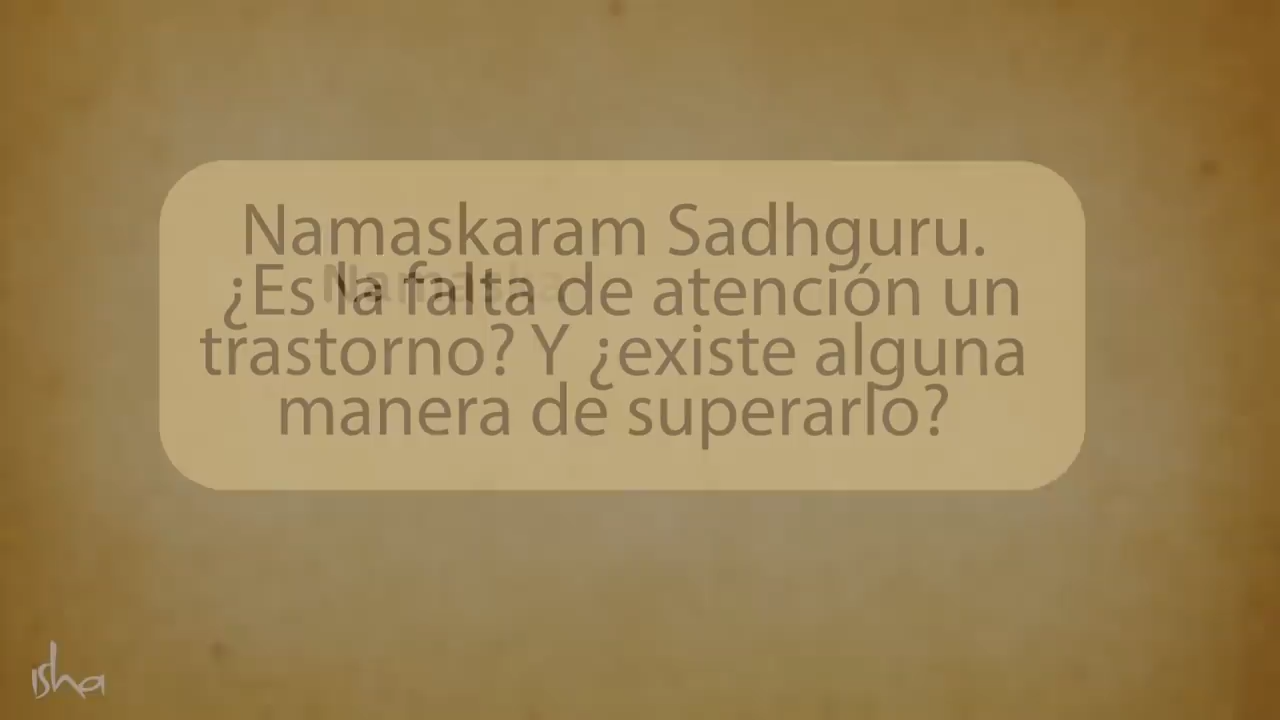 Namaskaram Sadhguru.
¿Es la falta de atención un
trastorno? Y ¿existe alguna
manera de superarlo?
isha